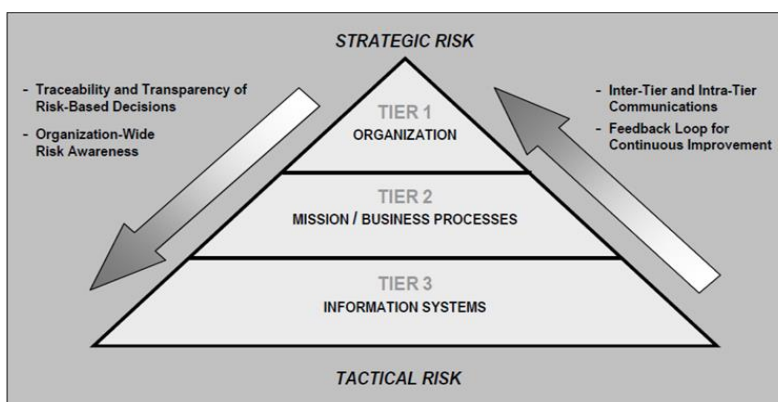 STRATEGIC RISK
- Traceability and Transparency of
Risk-Based Decisions
- Organization-Wide
Risk Awareness
- Inter-Tier and Intra-Tier
Communications
- Feedback Loop for
Continuous Improvement
TIER 1
ORGANIZATION
TIER 2
MISSION / BUSINESS PROCESSES
TIER 3
INFORMATION SYSTEMS
TACTICAL RISK